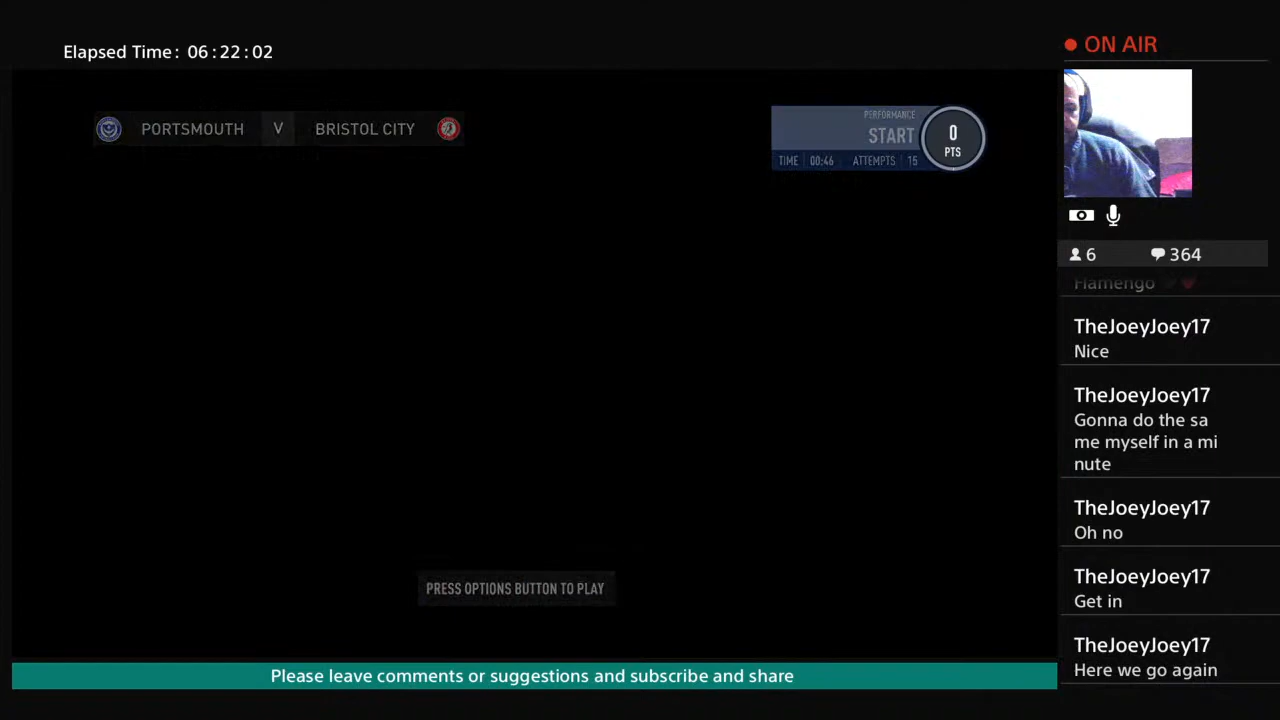 Elapsed Time: 06:22:02
ON AIR
PORTSMOUTH V BRISTOL CITY
PERFORMANCE
START
0
PTS
TIME 00:46 ATTEMPTS 15
6 364
Flamengo
TheJoeyJoey17
Nice
TheJoeyJoey17
Gonna do the sa
me myself in a mi
nute
TheJoeyJoey17
Oh no
TheJoeyJoey17
Get in
TheJoeyJoey17
Here we go again
PRESS OPTIONS BUTTON TO PLAY
Please leave comments or suggestions and subscribe and share